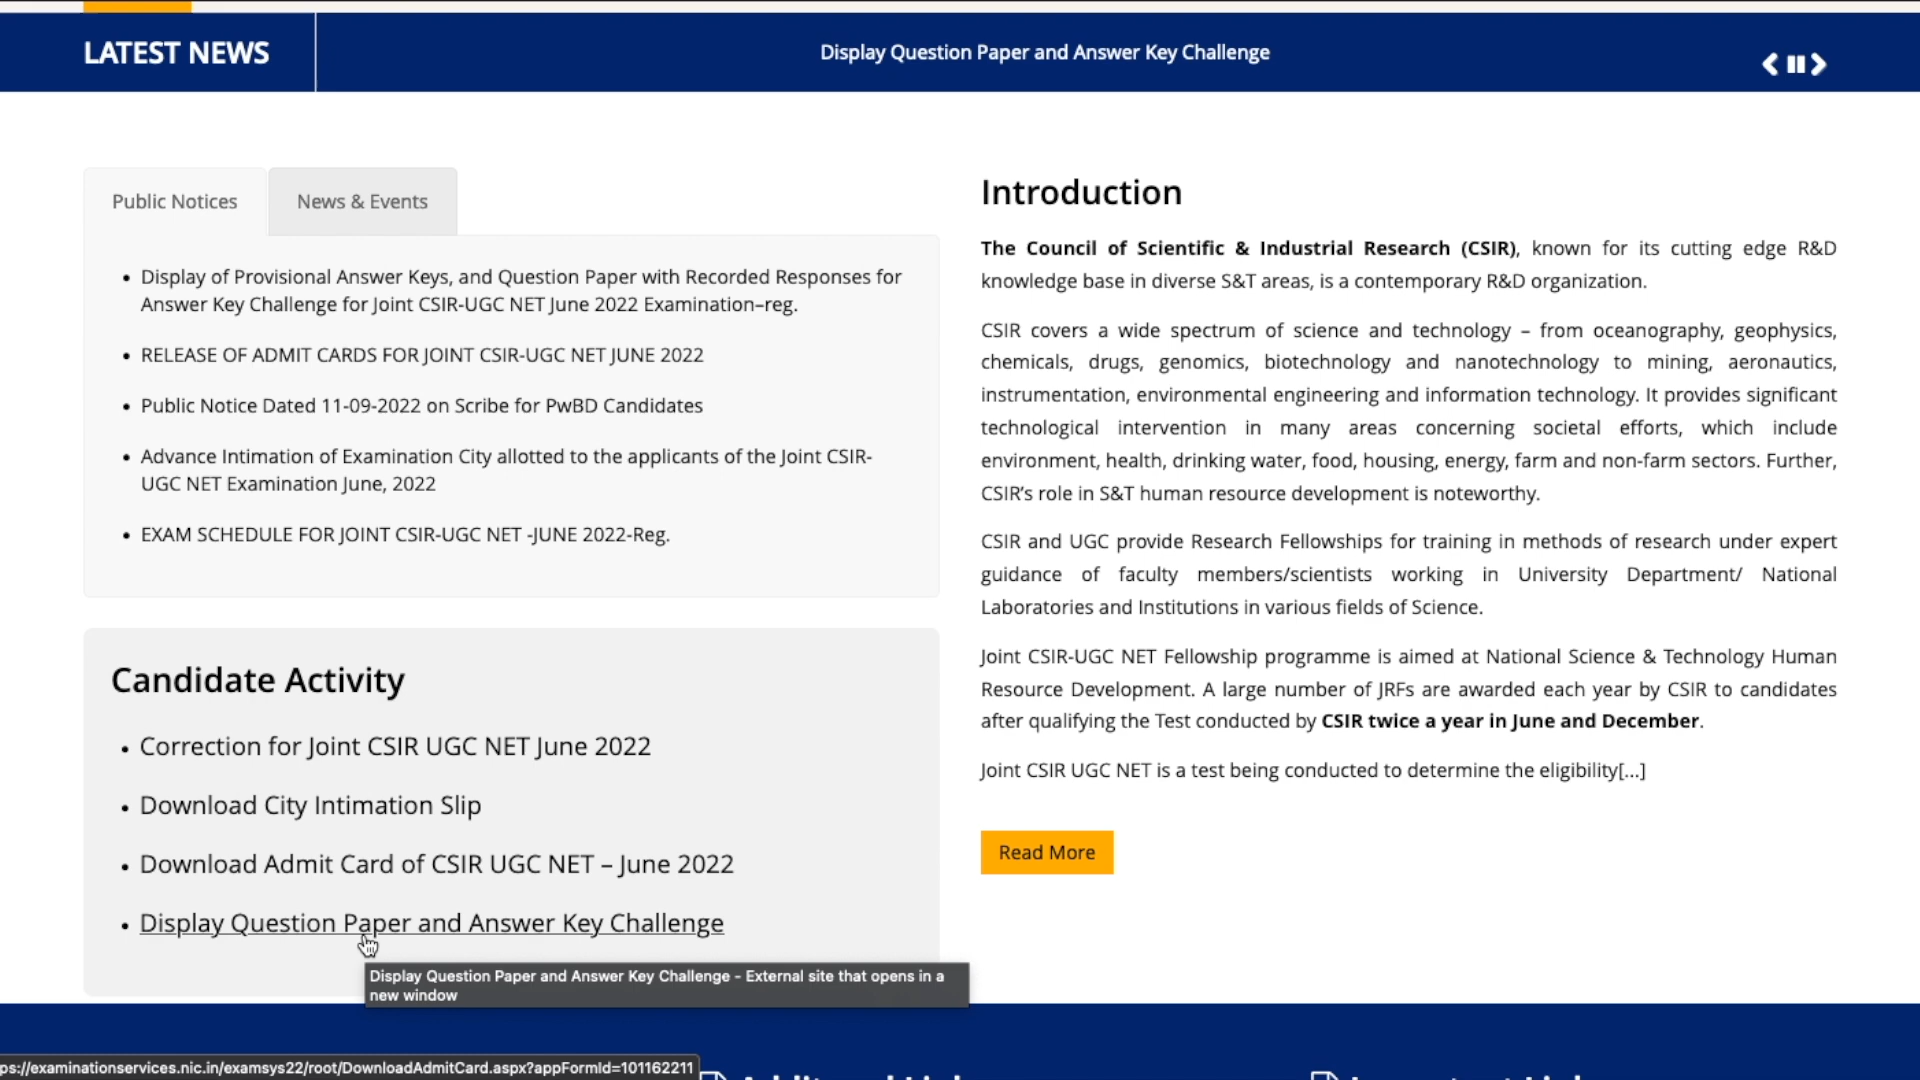 LATEST NEWS
Display Question Paper and Answer Key Challenge
Public Notices
News & Events
Display of Provisional Answer Keys, and Question Paper with Recorded Responses for
Answer Key Challenge for Joint CSIR-UGC NET June 2022 Examination–reg.
RELEASE OF ADMIT CARDS FOR JOINT CSIR-UGC NET JUNE 2022
Public Notice Dated 11-09-2022 on Scribe for PwBD Candidates
Advance Intimation of Examination City allotted to the applicants of the Joint CSIR-
UGC NET Examination June, 2022
EXAM SCHEDULE FOR JOINT CSIR-UGC NET -JUNE 2022-Reg.
Candidate Activity
Correction for Joint CSIR UGC NET June 2022
Download City Intimation Slip
Download Admit Card of CSIR UGC NET – June 2022
Display Question Paper and Answer Key Challenge
Display Question Paper and Answer Key Challenge - External site that opens in a
new window
Introduction
The Council of Scientific & Industrial Research (CSIR), known for its cutting edge R&D
knowledge base in diverse S&T areas, is a contemporary R&D organization.
CSIR covers a wide spectrum of science and technology – from oceanography, geophysics,
chemicals, drugs, genomics, biotechnology and nanotechnology to mining, aeronautics,
instrumentation, environmental engineering and information technology. It provides significant
technological intervention in many areas concerning societal efforts, which include
environment, health, drinking water, food, housing, energy, farm and non-farm sectors. Further,
CSIR's role in S&T human resource development is noteworthy.
CSIR and UGC provide Research Fellowships for training in methods of research under expert
guidance of faculty members/scientists working in University Department/ National
Laboratories and Institutions in various fields of Science.
Joint CSIR-UGC NET Fellowship programme is aimed at National Science & Technology Human
Resource Development. A large number of JRFs are awarded each year by CSIR to candidates
after qualifying the Test conducted by CSIR twice a year in June and December.
Joint CSIR UGC NET is a test being conducted to determine the eligibility[...]
Read More
ps://examinationservices.nic.in/examsys22/root/DownloadAdmitCard.aspx?appFormId=101162211